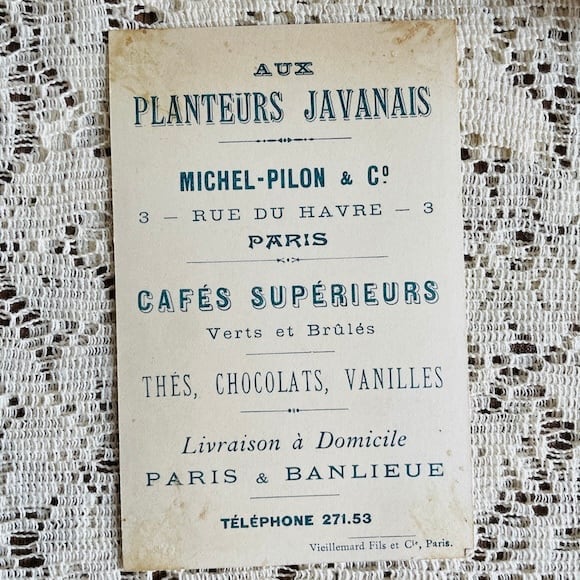 AUX
PLANTEURS JAVANAIS
MICHEL-PILON & Cº
3 – RUE DU HAVRE – 3
PARIS
CAFÉS SUPÉRIEURS
Verts et Brûlés
THÉS, CHOCOLATS, VANILLES
Livraison à Domicile
PARIS & BANLIEUE
TÉLÉPHONE 271.53
Vieillemard Fils et Cie, Paris.